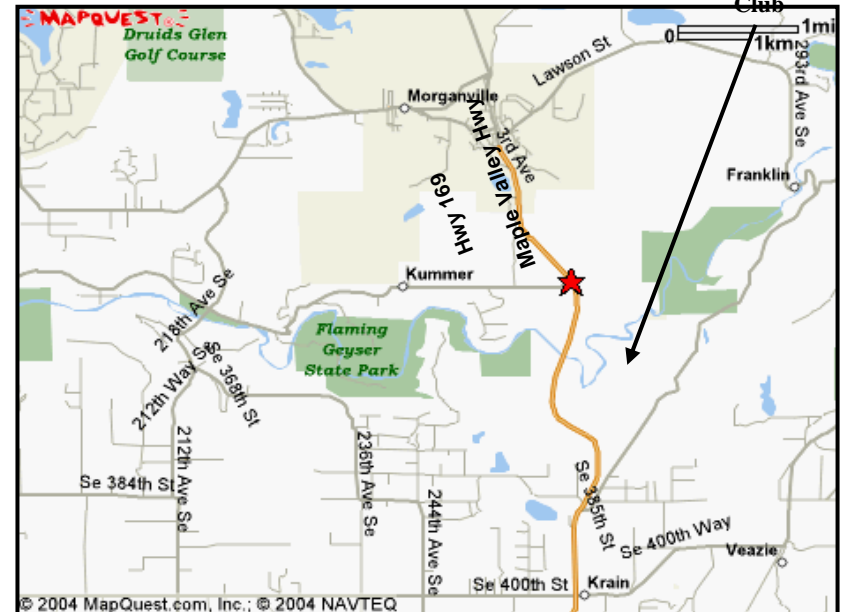 Club
MAPQUEST
Druids Glen
Golf Course
0
1mi
1km
293rd Ave Se
Lawson St
Morganville
3rd Ave
Maple Valley Hwy
Hwy 169
Franklin
Kummer
218th Ave Se
Flaming
Geyser
State Park
212th Way Se
Se 368th St
212th Ave Se
236th Ave Se
Se 384th St
244th Ave Se
Se 385th St
Se 400th Way
Veazie
Se 400th St
Krain
© 2004 MapQuest.com, Inc.; © 2004 NAVTEQ